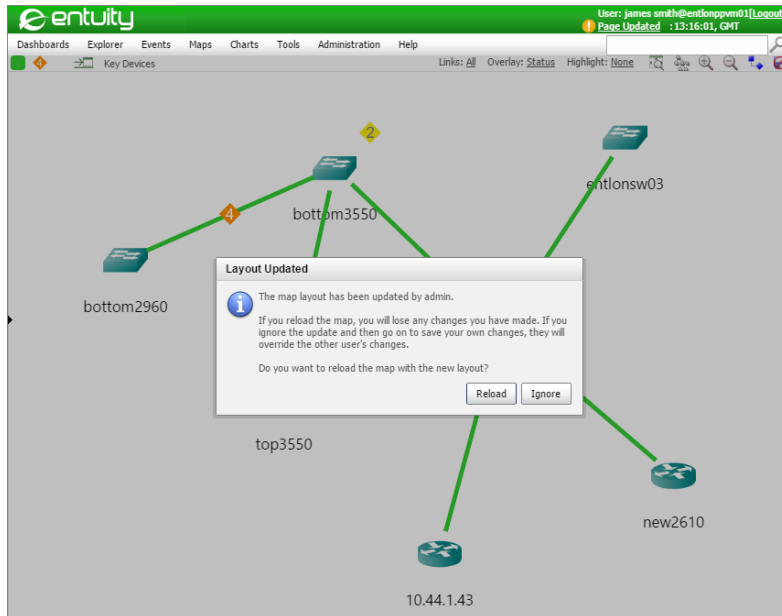 entuity
User: james smith@entlonppvm01[Logout
Page Updated :13:16:01, GMT
Dashboards Explorer Events Maps Charts Tools Administration Help
4 Key Devices Links: All Overlay: Status Highlight: None
2
entlonsw03
4
bottom3550
bottom2960
Layout Updated
The map layout has been updated by admin.
If you reload the map, you will lose any changes you have made. If you
ignore the update and then go on to save your own changes, they will
override the other user's changes.
Do you want to reload the map with the new layout?
Reload Ignore
top3550
new2610
10.44.1.43